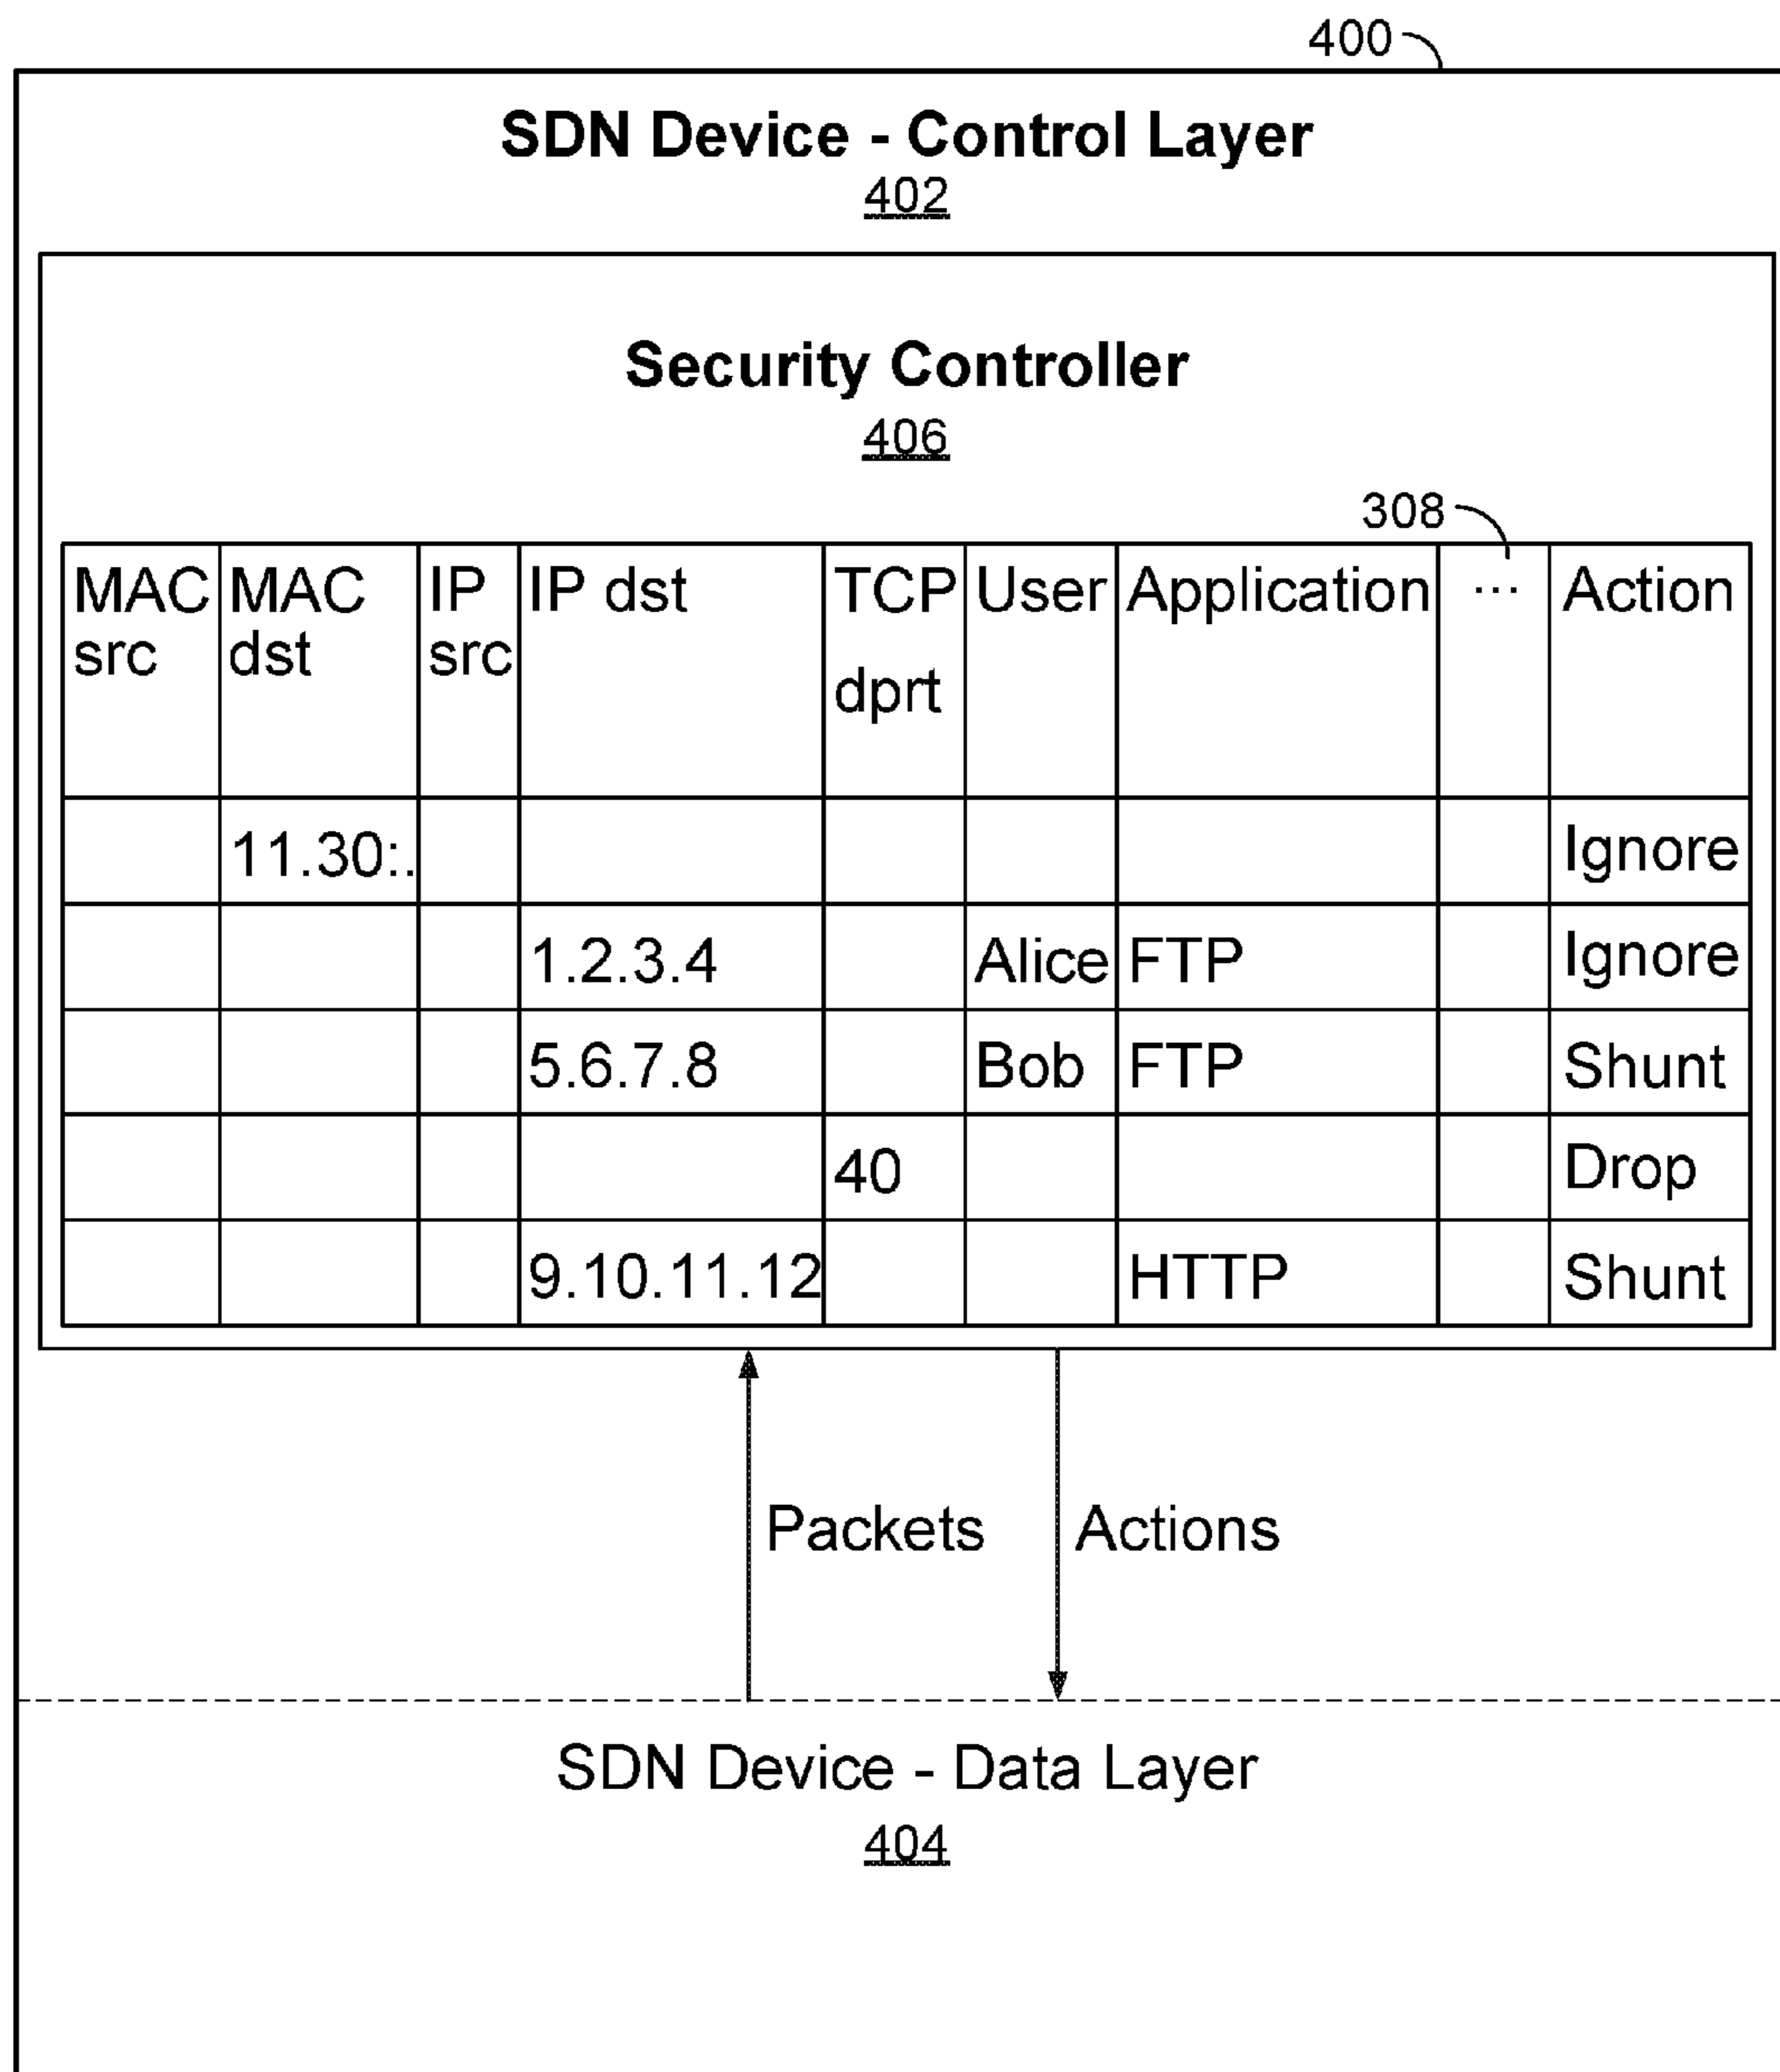 400
SDN Device - Control Layer
402
Security Controller
406
308
MAC src MAC dst IP src IP dst TCP dprt User Application ... Action
11.30:. Ignore
1.2.3.4 Alice FTP Ignore
5.6.7.8 Bob FTP Shunt
40 Drop
9.10.11.12 HTTP Shunt
Packets Actions
SDN Device - Data Layer
404